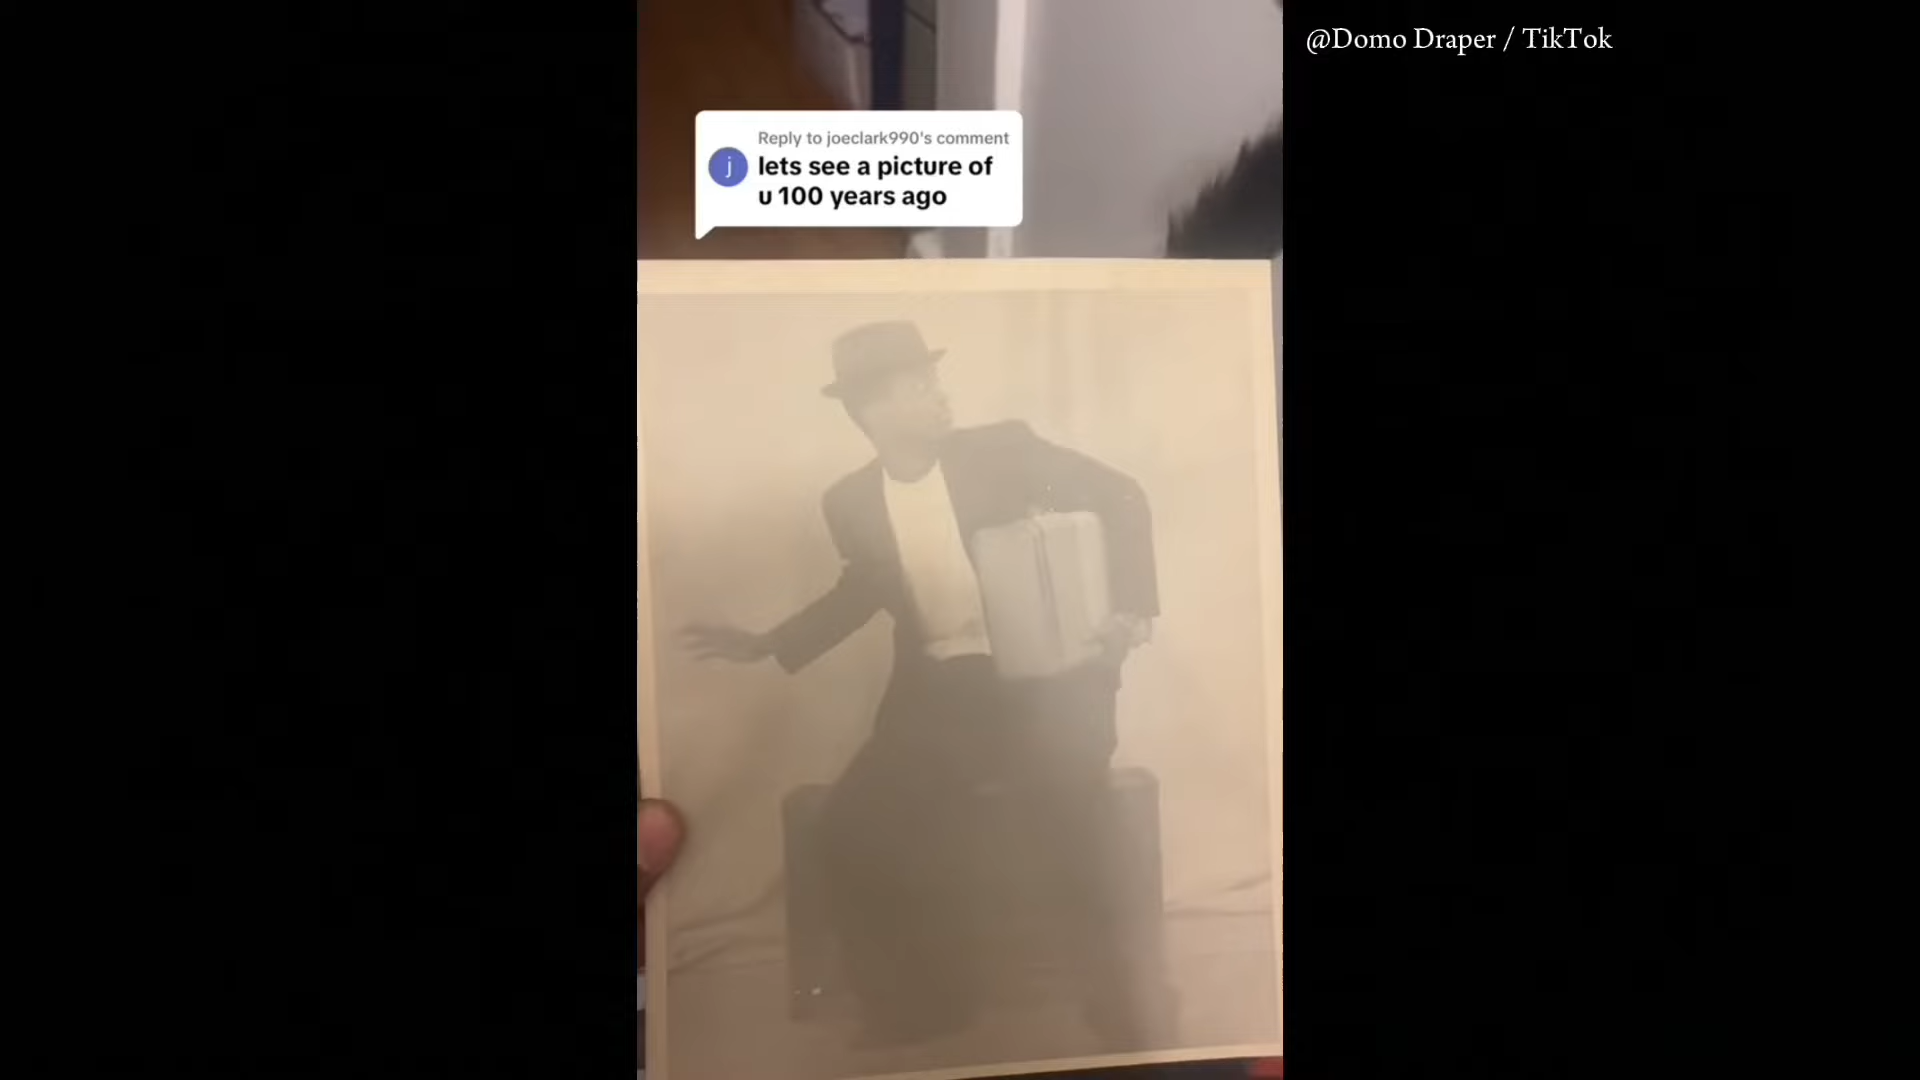 @Domo Draper / TikTok
Reply to joeclark990's comment
j
lets see a picture of
u 100 years ago